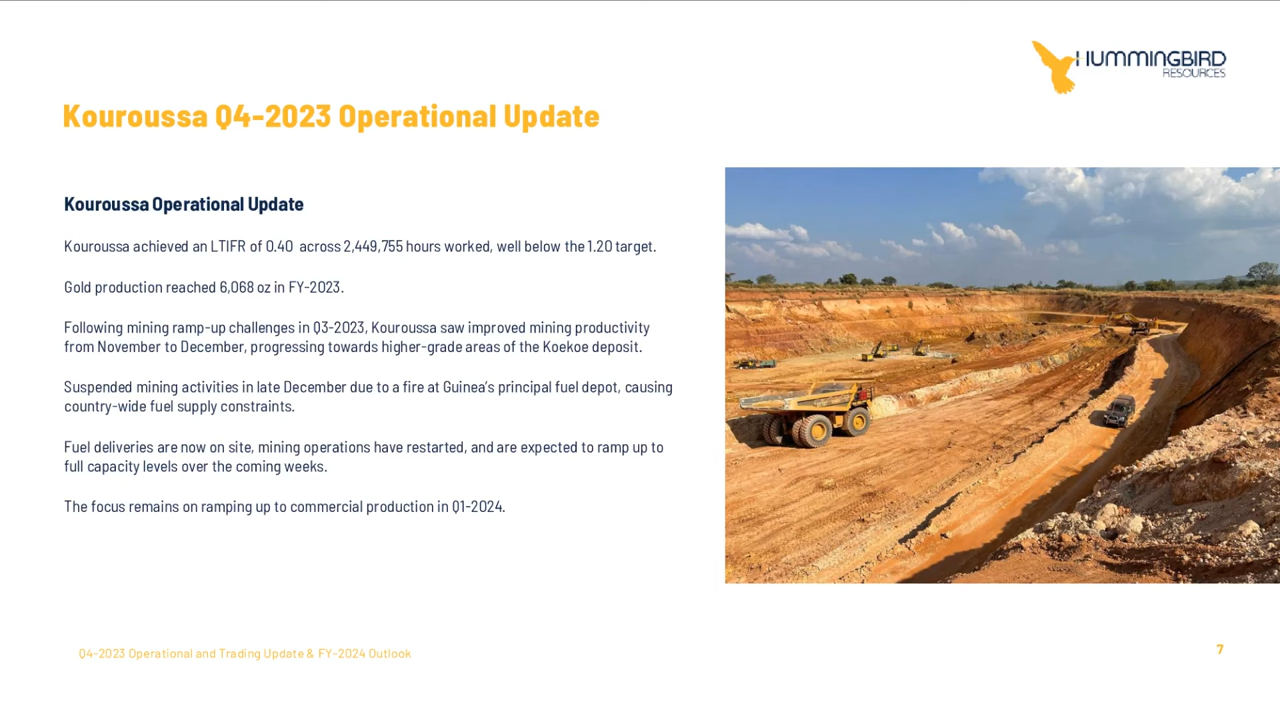 HUMMINGBIRD
RESOURCES
Kouroussa Q4-2023 Operational Update
Kouroussa Operational Update
Kouroussa achieved an LTIFR of 0.40 across 2,449,755 hours worked, well below the 1.20 target.
Gold production reached 6,068 oz in FY-2023.
Following mining ramp-up challenges in Q3-2023, Kouroussa saw improved mining productivity
from November to December, progressing towards higher-grade areas of the Koekoe deposit.
Suspended mining activities in late December due to a fire at Guinea's principal fuel depot, causing
country-wide fuel supply constraints.
Fuel deliveries are now on site, mining operations have restarted, and are expected to ramp up to
full capacity levels over the coming weeks.
The focus remains on ramping up to commercial production in Q1-2024.
Q4-2023 Operational and Trading Update & FY-2024 Outlook
7